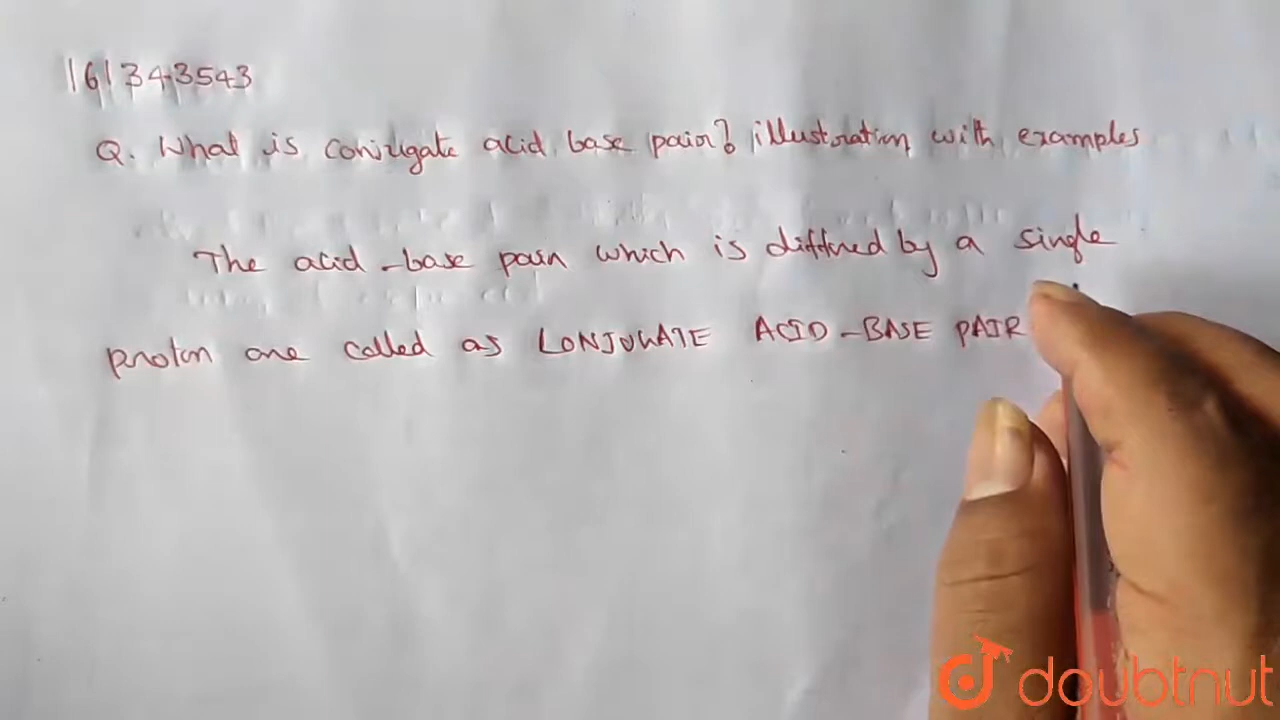 161343543
Q. What is conjugate acid base pair? illustration with examples
The acid-base pair which is differed by a single
proton are called as CONJUGATE ACID-BASE PAIR
doubtnut